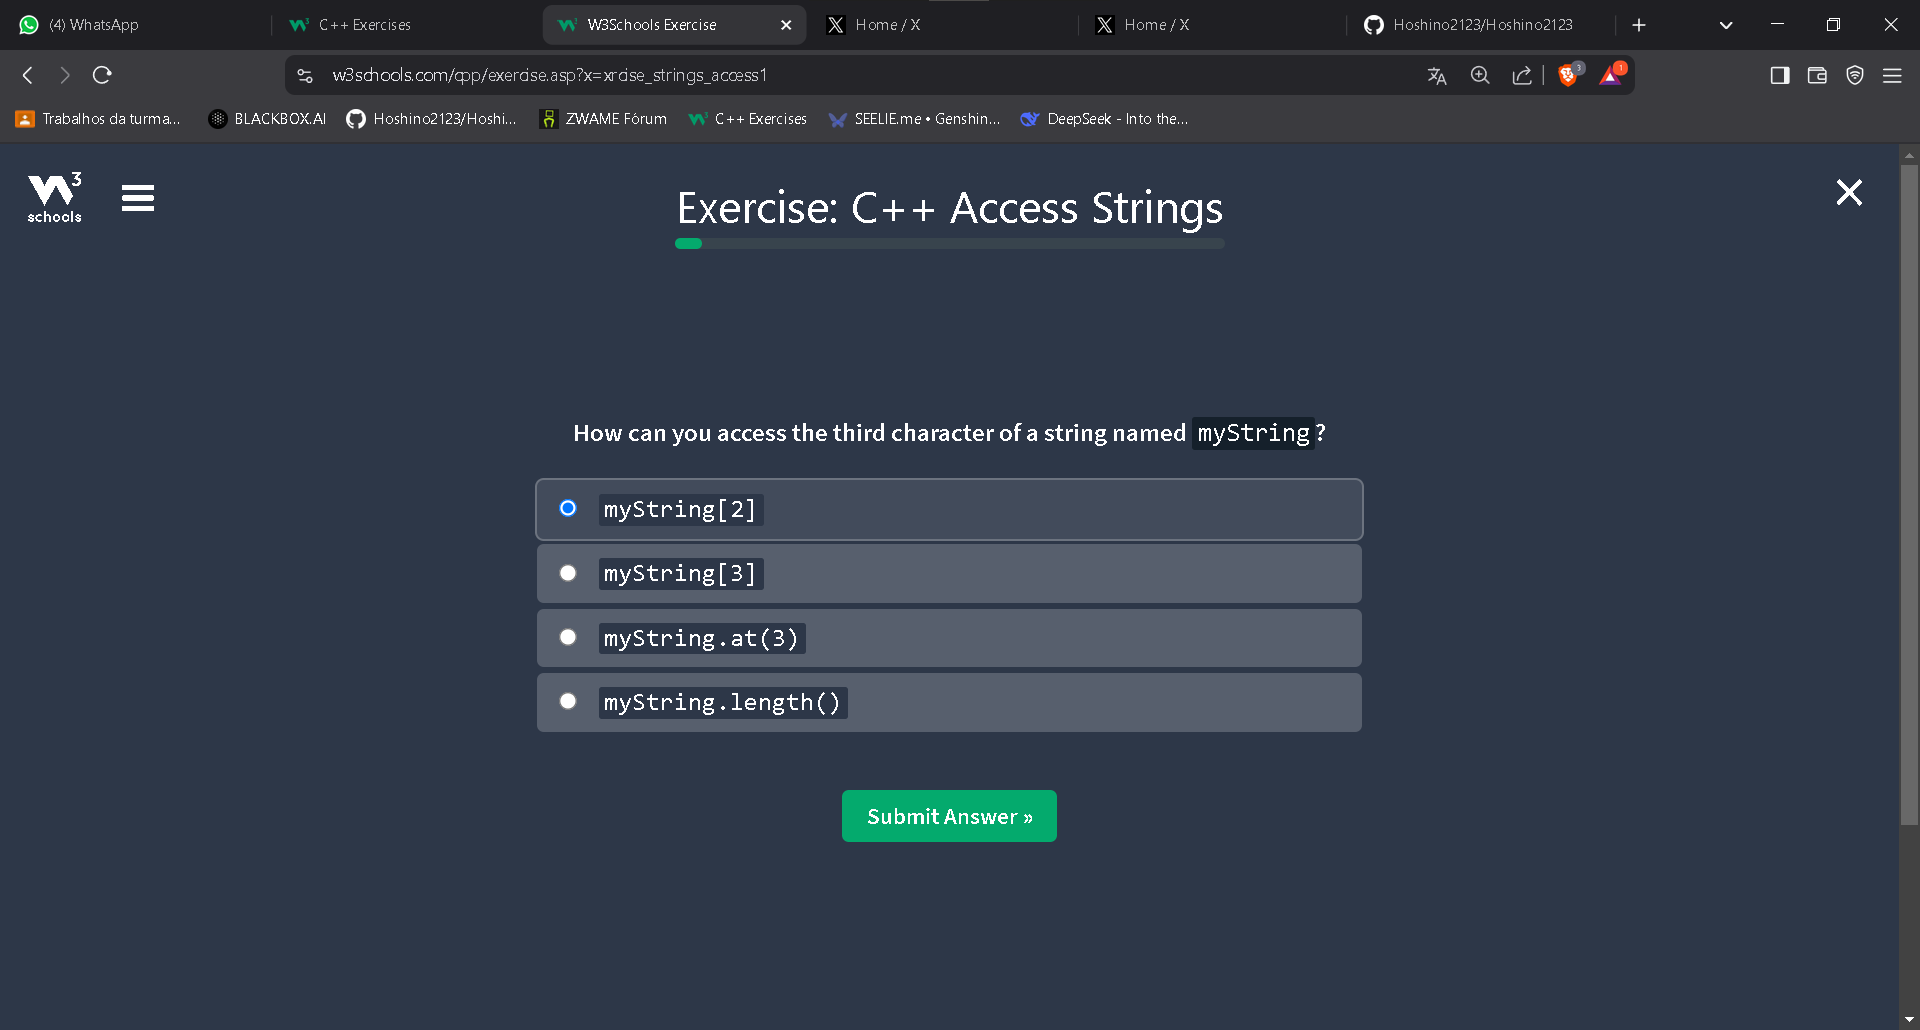 (4) WhatsApp
C++ Exercises
W3Schools Exercise
Home / X
Home / X
Hoshino2123/Hoshino2123
w3schools.com/cpp/exercise.asp?x=xrcise_strings_access1
3
1
Trabalhos da turma...
BLACKBOX.AI
Hoshino2123/Hoshi...
ZWAME Fórum
C++ Exercises
SEELIE.me • Genshin...
DeepSeek - Into the...
W3
schools
Exercise: C++ Access Strings
How can you access the third character of a string named myString?
myString[2]
myString[3]
myString.at(3)
myString.length()
Submit Answer »